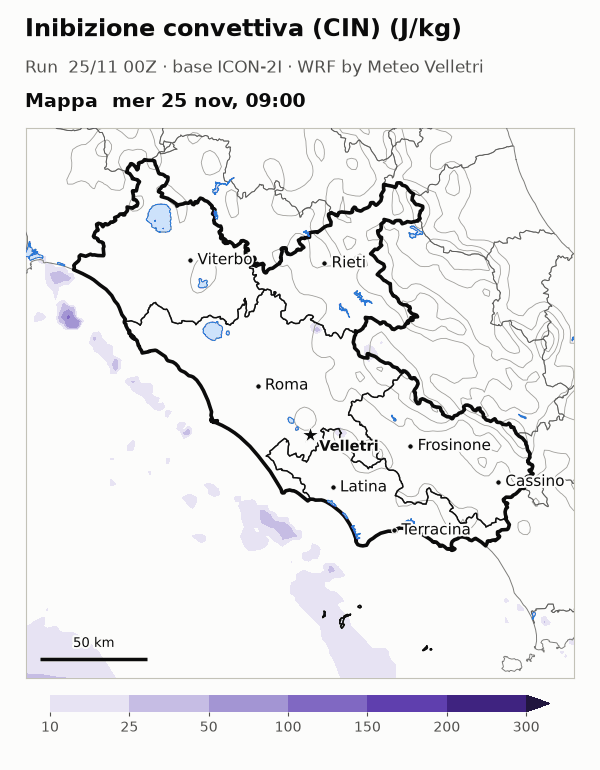 Inibizione convettiva (CIN) (J/kg)
Run  25/11 00Z · base ICON-2I · WRF by Meteo Velletri
Mappa  mer 25 nov, 09:00
Viterbo
Rieti
Roma
Velletri
Frosinone
Latina
Cassino
Terracina
50 km
10 25 50 100 150 200 300